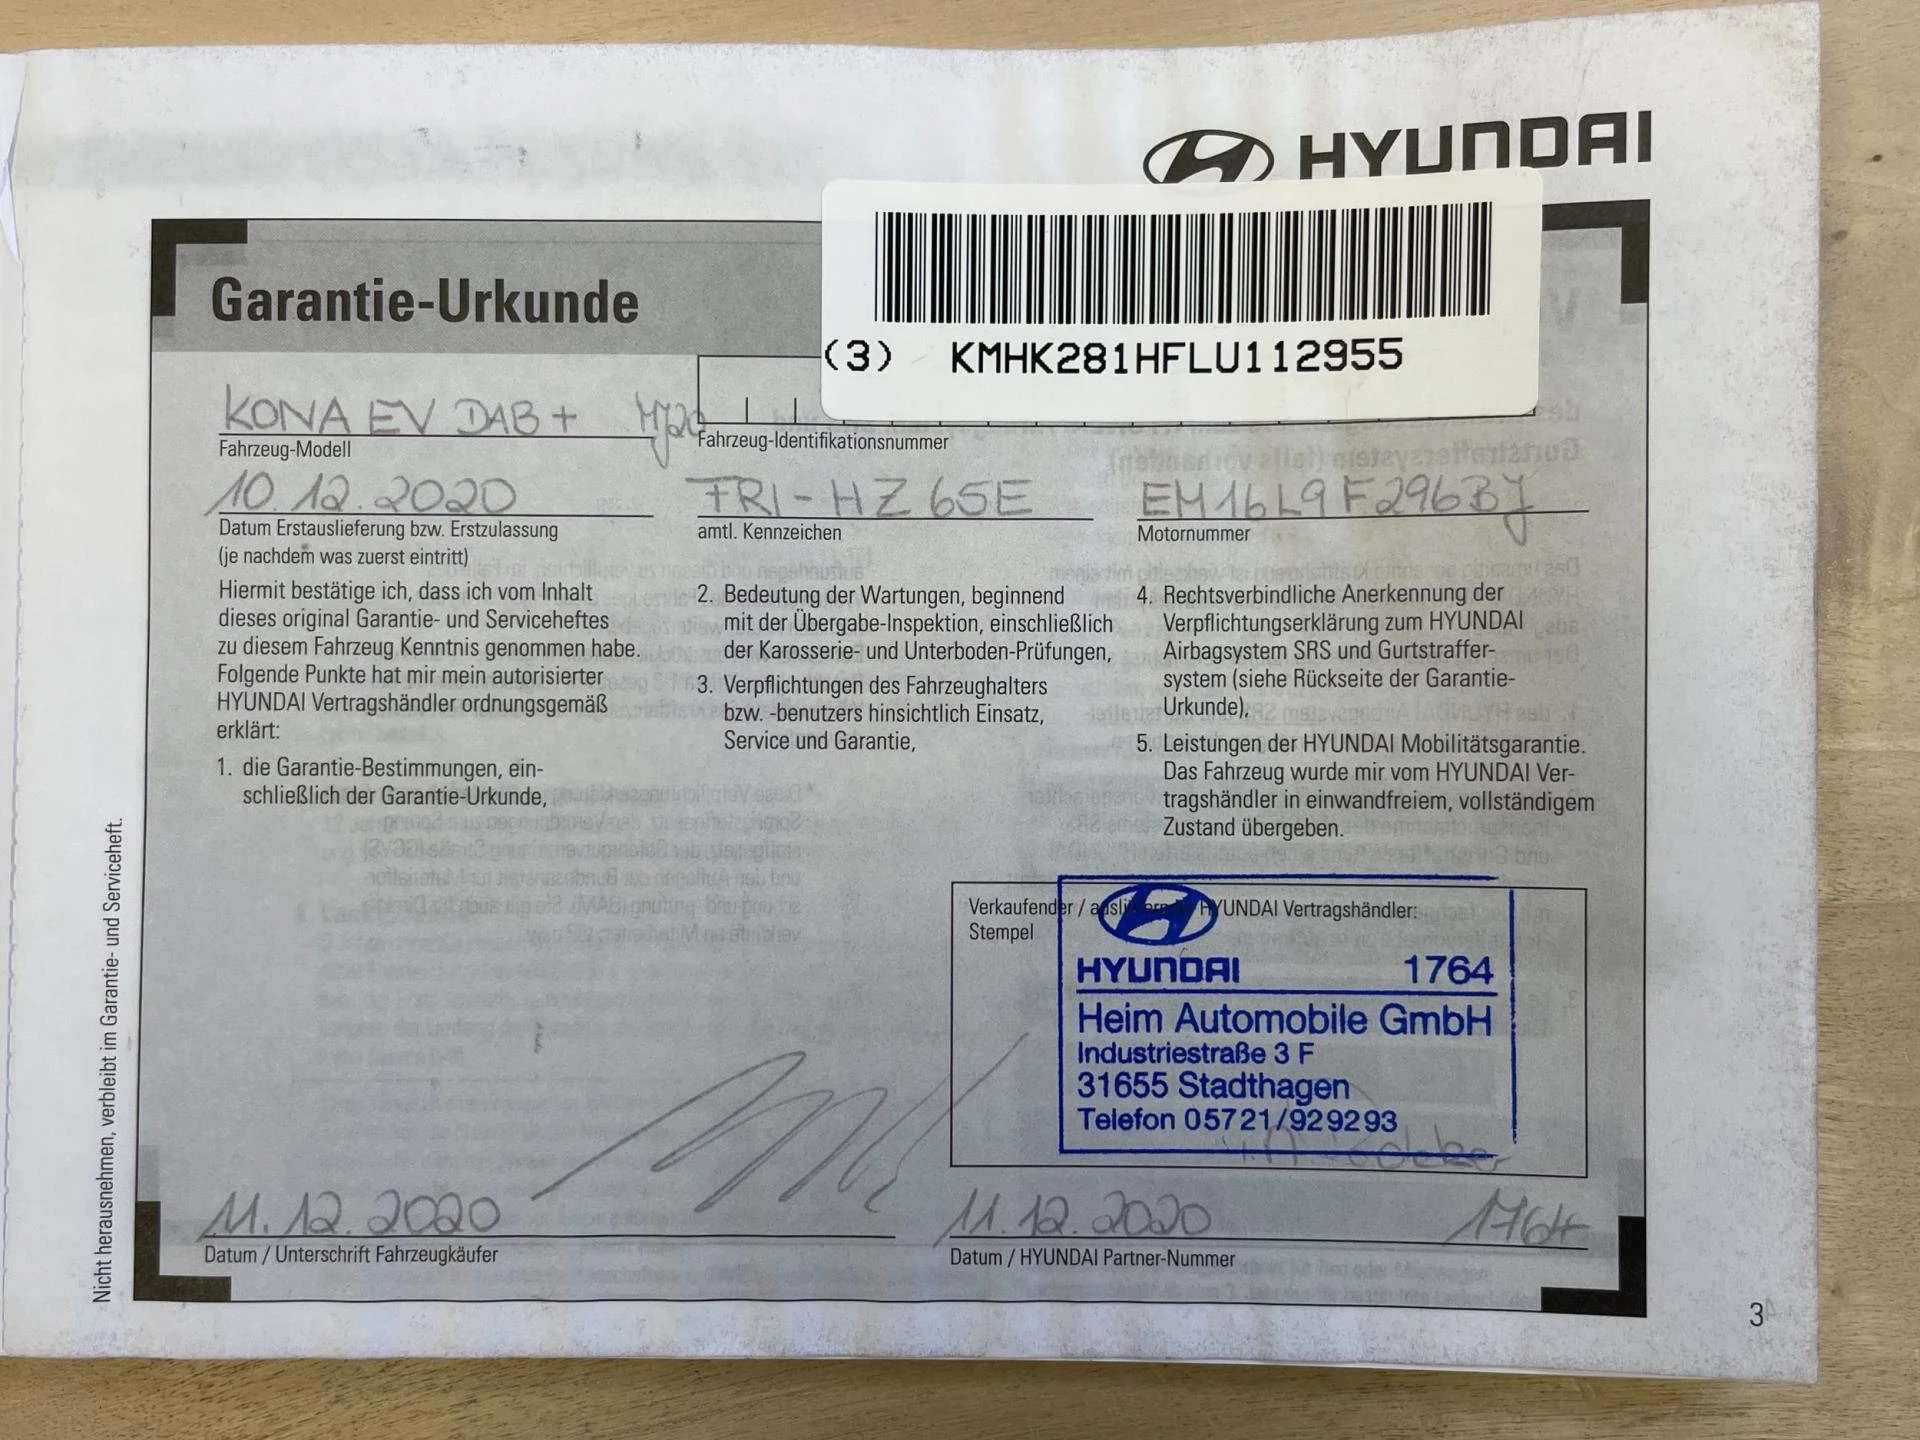 HYUNDAI
Garantie-Urkunde
(3) KMHK281HFLU112955
KONA EV DAB+ MJ20
Fahrzeug-Modell
Fahrzeug-Identifikationsnummer
10.12.2020
FRI-HZ 65E
EM16L9F296BJ
Datum Erstauslieferung bzw. Erstzulassung
(je nachdem was zuerst eintritt)
amtl. Kennzeichen
Motornummer
Hiermit bestätige ich, dass ich vom Inhalt
dieses original Garantie- und Serviceheftes
zu diesem Fahrzeug Kenntnis genommen habe.
Folgende Punkte hat mir mein autorisierter
HYUNDAI Vertragshändler ordnungsgemäß
erklärt:
1. die Garantie-Bestimmungen, ein-
schließlich der Garantie-Urkunde,
2. Bedeutung der Wartungen, beginnend
mit der Übergabe-Inspektion, einschließlich
der Karosserie- und Unterboden-Prüfungen,
3. Verpflichtungen des Fahrzeughalters
bzw. -benutzers hinsichtlich Einsatz,
Service und Garantie,
4. Rechtsverbindliche Anerkennung der
Verpflichtungserklärung zum HYUNDAI
Airbagsystem SRS und Gurtstraffer-
system (siehe Rückseite der Garantie-
Urkunde),
5. Leistungen der HYUNDAI Mobilitätsgarantie.
Das Fahrzeug wurde mir vom HYUNDAI Ver-
tragshändler in einwandfreiem, vollständigem
Zustand übergeben.
Verkaufender / ausliefernder HYUNDAI Vertragshändler:
Stempel
HYUNDAI 1764
Heim Automobile GmbH
Industriestraße 3 F
31655 Stadthagen
Telefon 05721/929293
11.12.2020
Datum / Unterschrift Fahrzeugkäufer
11.12.2020 1764
Datum / HYUNDAI Partner-Nummer
Nicht herausnehmen, verbleibt im Garantie- und Serviceheft.
3